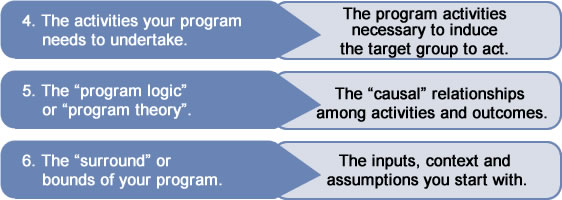 4. The activities your program
needs to undertake.
The program activities
necessary to induce
the target group to act.
5. The “program logic”
or “program theory”.
The “causal” relationships
among activities and outcomes.
6. The “surround” or
bounds of your program.
The inputs, context and
assumptions you start with.